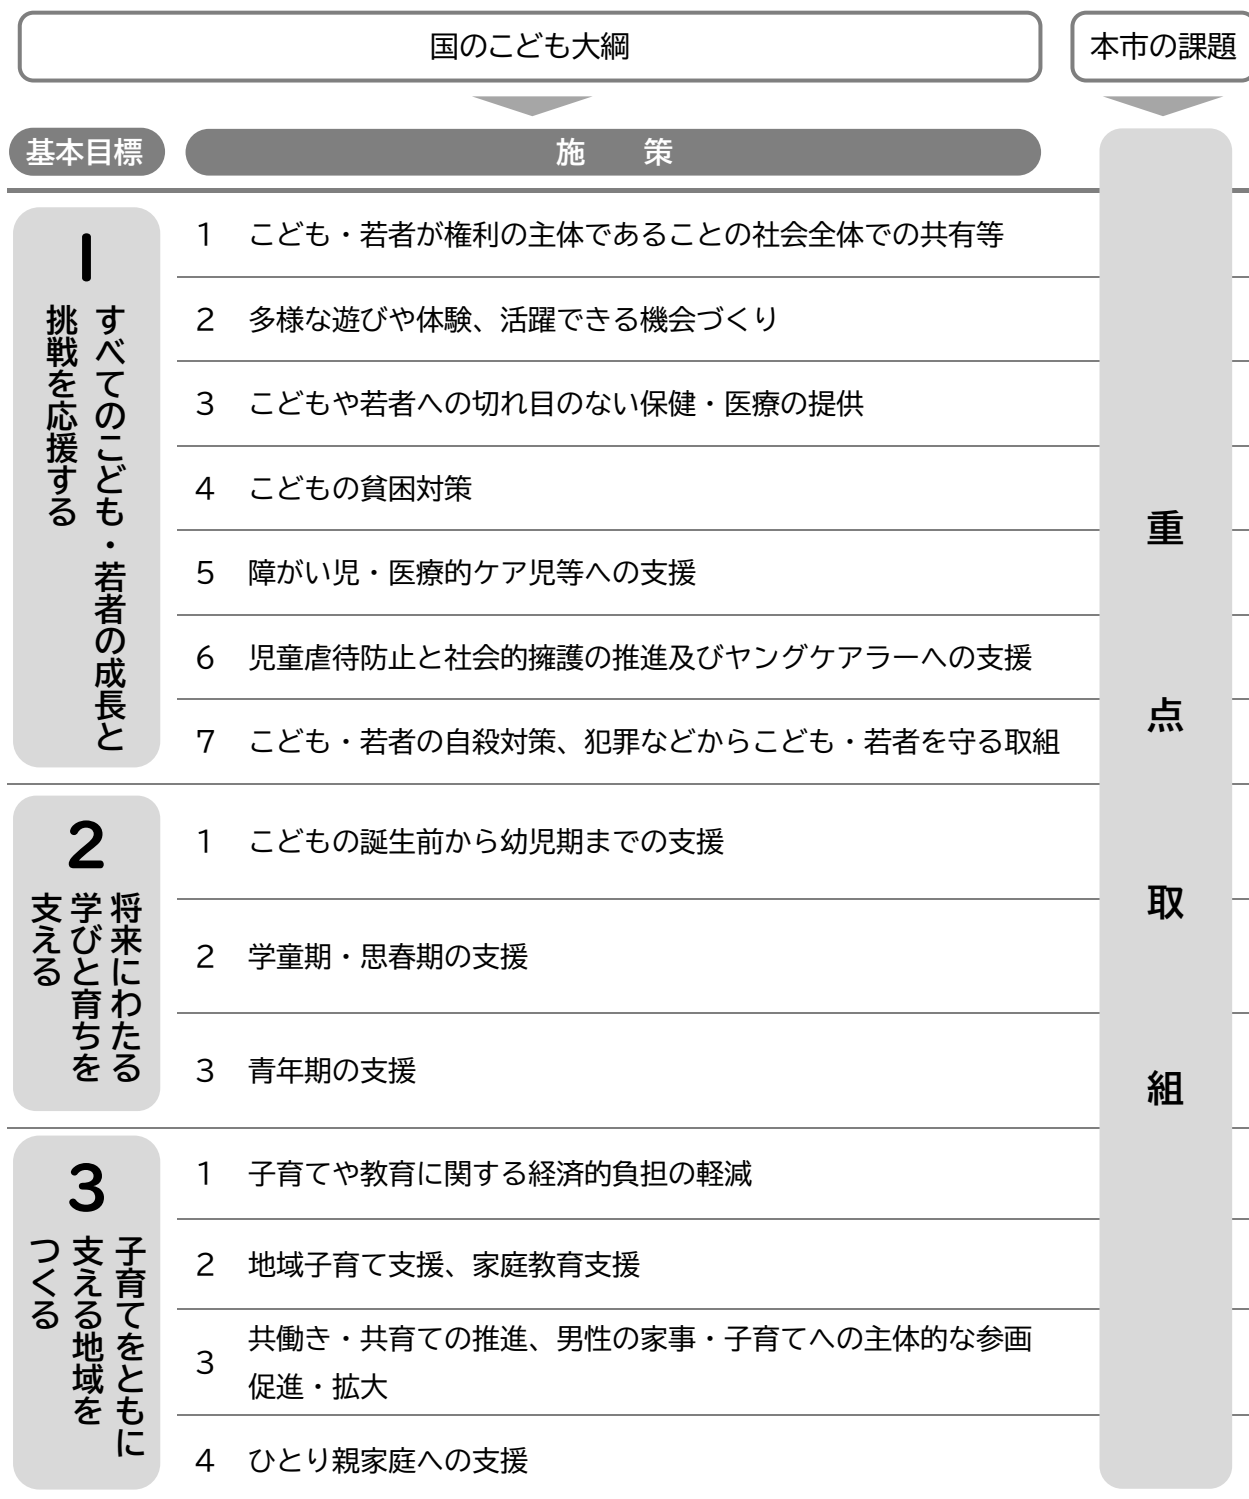 国のこども大綱
本市の課題
基本目標
施　策
1
すべてのこども・若者の成長と
挑戦を応援する
1 こども・若者が権利の主体であることの社会全体での共有等
2 多様な遊びや体験、活躍できる機会づくり
3 こどもや若者への切れ目のない保健・医療の提供
4 こどもの貧困対策
5 障がい児・医療的ケア児等への支援
6 児童虐待防止と社会的擁護の推進及びヤングケアラーへの支援
7 こども・若者の自殺対策、犯罪などからこども・若者を守る取組
2
将来にわたる
学びと育ちを
支える
1 こどもの誕生前から幼児期までの支援
2 学童期・思春期の支援
3 青年期の支援
3
子育てをともに
支える地域を
つくる
1 子育てや教育に関する経済的負担の軽減
2 地域子育て支援、家庭教育支援
3 共働き・共育ての推進、男性の家事・子育てへの主体的な参画
促進・拡大
4 ひとり親家庭への支援
重点取組